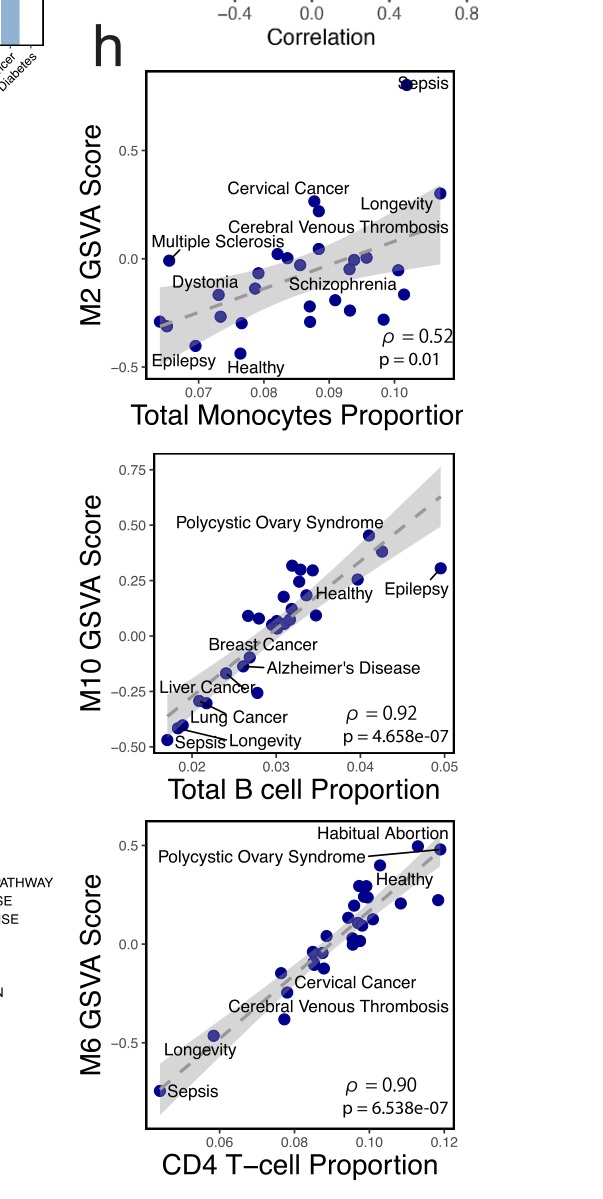 −0.4 0.0 0.4 0.8
Correlation
Diabetes
h
Sepsis
0.5
Cervical Cancer
Longevity
Cerebral Venous Thrombosis
Multiple Sclerosis
0.0
Dystonia
Schizophrenia
ρ = 0.52
Epilepsy
p = 0.01
Healthy
−0.5
M2 GSVA Score
0.07 0.08 0.09 0.10
Total Monocytes Proportior
0.75
0.50
Polycystic Ovary Syndrome
0.25
Healthy
Epilepsy
0.00
Breast Cancer
Alzheimer's Disease
−0.25
Liver Cancer
Lung Cancer
ρ = 0.92
Sepsis
Longevity
p = 4.658e-07
−0.50
M10 GSVA Score
0.02 0.03 0.04 0.05
Total B cell Proportion
Habitual Abortion
0.5
Polycystic Ovary Syndrome
Healthy
ATHWAY
SE
ISE
0.0
Cervical Cancer
N
Cerebral Venous Thrombosis
−0.5
Longevity
ρ = 0.90
Sepsis
p = 6.538e-07
M6 GSVA Score
0.06 0.08 0.10 0.12
CD4 T−cell Proportion